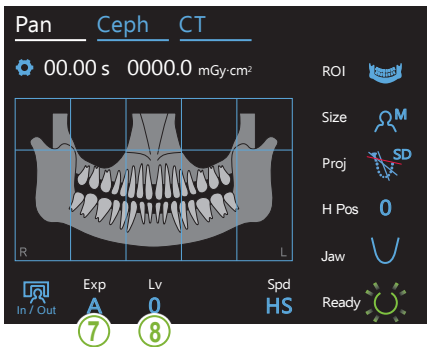 Pan Ceph CT
00.00 s 0000.0 mGy·cm²
ROI
Size M
Proj SD
H Pos 0
R L
Jaw
Exp Lv Spd
In / Out A 0 HS
Ready
7 8